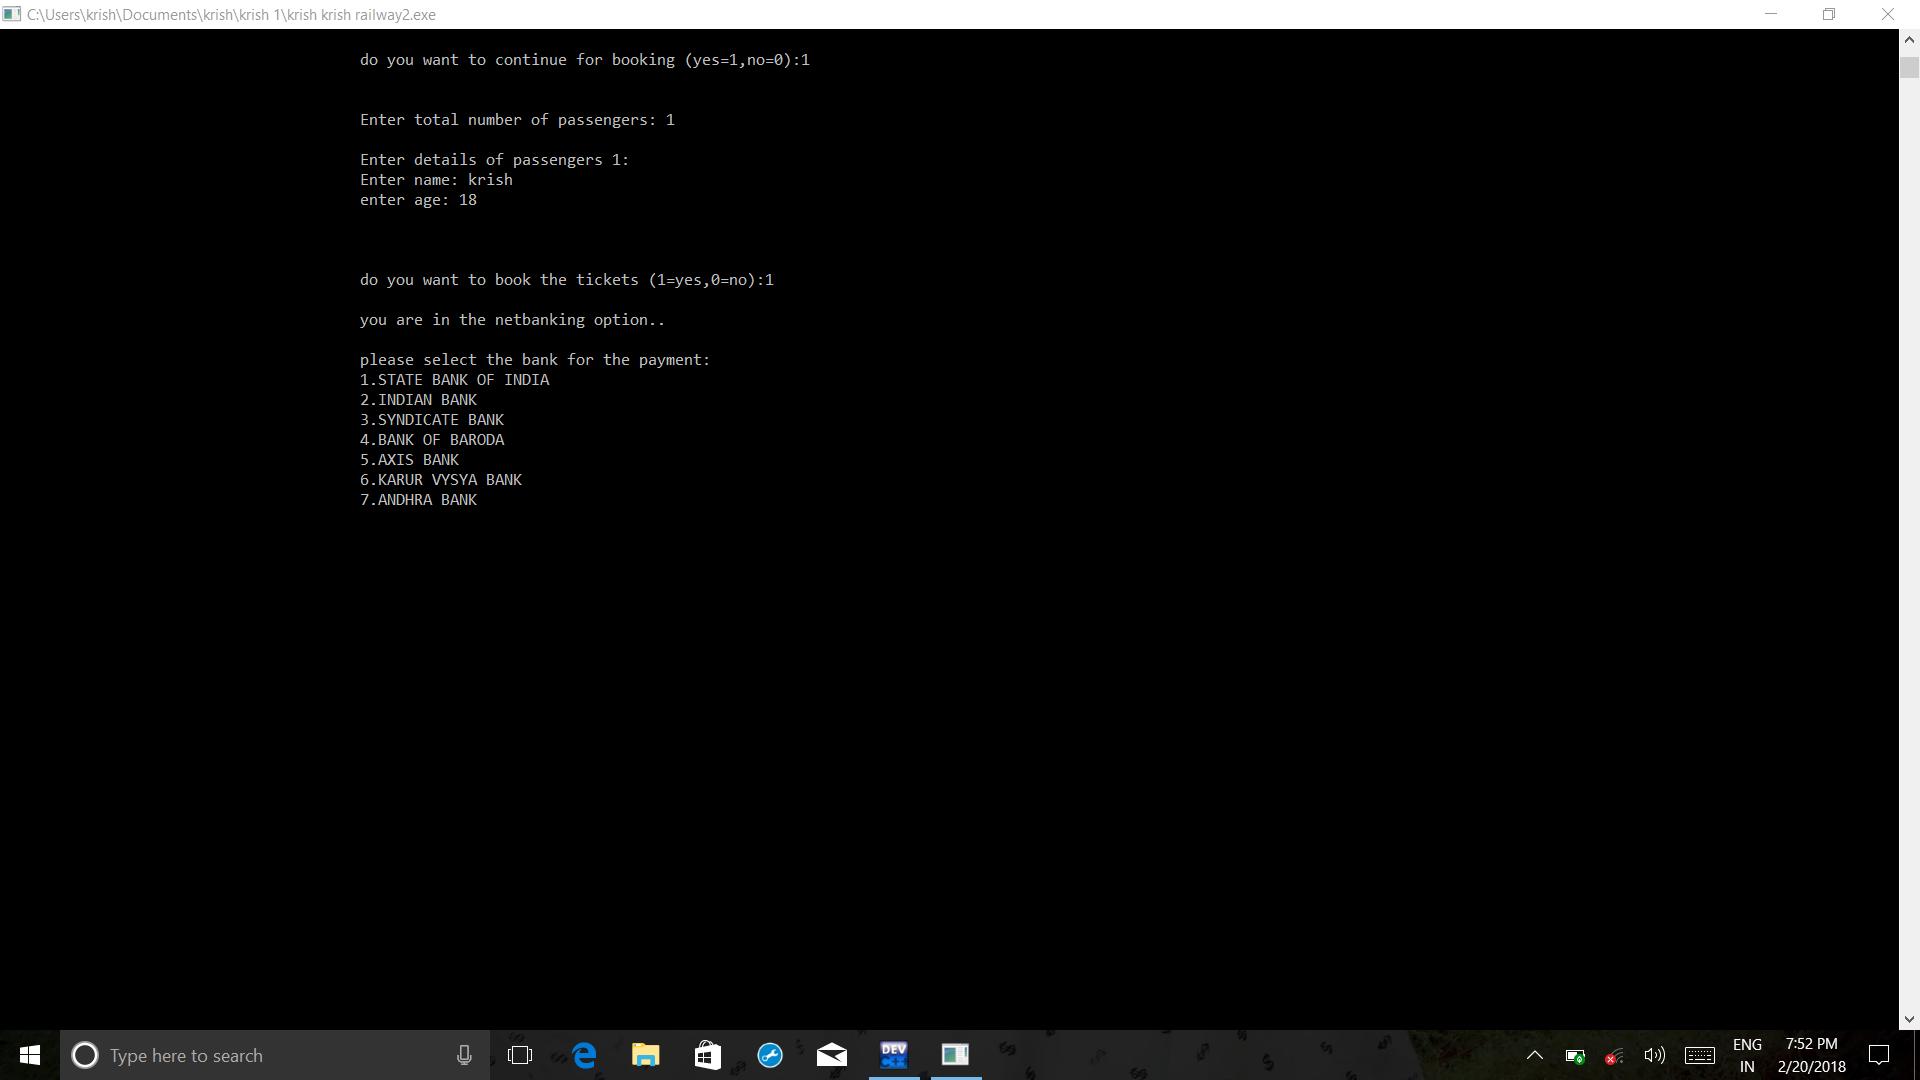 C:\Users\krish\Documents\krish\krish 1\krish krish railway2.exe
do you want to continue for booking (yes=1,no=0):1
Enter total number of passengers: 1
Enter details of passengers 1:
Enter name: krish
enter age: 18
do you want to book the tickets (1=yes,0=no):1
you are in the netbanking option..
please select the bank for the payment:
1.STATE BANK OF INDIA
2.INDIAN BANK
3.SYNDICATE BANK
4.BANK OF BARODA
5.AXIS BANK
6.KARUR VYSYA BANK
7.ANDHRA BANK
Type here to search
DEV
C++
ENG
IN
7:52 PM
2/20/2018